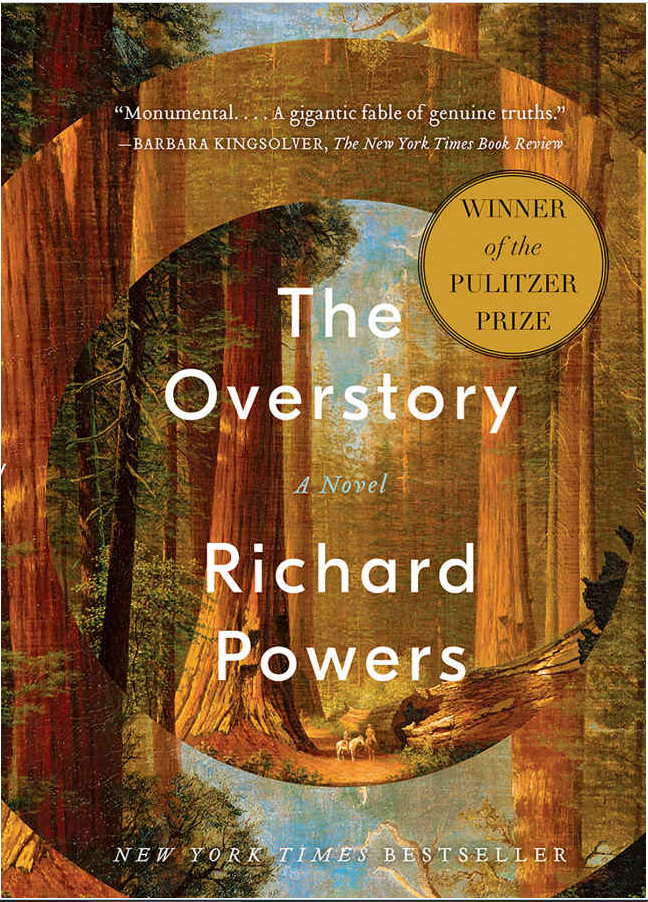 “Monumental. . . . A gigantic fable of genuine truths.”
—BARBARA KINGSOLVER, The New York Times Book Review
WINNER
of the
PULITZER
PRIZE
The
Overstory
A Novel
Richard
Powers
NEW YORK TIMES BESTSELLER